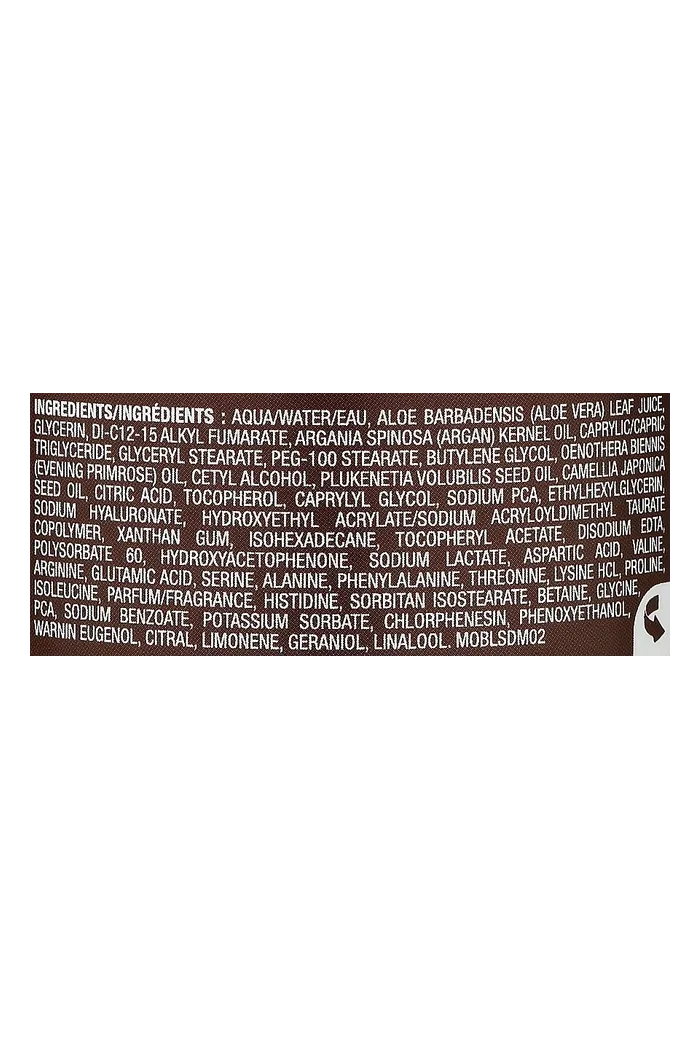 INGREDIENTS/INGRÉDIENTS : AQUA/WATER/EAU, ALOE BARBADENSIS (ALOE VERA) LEAF JUICE,
GLYCERIN, DI-C12-15 ALKYL FUMARATE, ARGANIA SPINOSA (ARGAN) KERNEL OIL, CAPRYLIC/CAPRIC
TRIGLYCERIDE, GLYCERYL STEARATE, PEG-100 STEARATE, BUTYLENE GLYCOL, OENOTHERA BIENNIS
(EVENING PRIMROSE) OIL, CETYL ALCOHOL, PLUKENETIA VOLUBILIS SEED OIL, CAMELLIA JAPONICA
SEED OIL, CITRIC ACID, TOCOPHEROL, CAPRYLYL GLYCOL, SODIUM PCA, ETHYLHEXYLGLYCERIN,
SODIUM HYALURONATE, HYDROXYETHYL ACRYLATE/SODIUM ACRYLOYLDIMETHYL TAURATE
COPOLYMER, XANTHAN GUM, ISOHEXADECANE, TOCOPHERYL ACETATE, DISODIUM EDTA,
POLYSORBATE 60, HYDROXYACETOPHENONE, SODIUM LACTATE, ASPARTIC ACID, VALINE,
ARGININE, GLUTAMIC ACID, SERINE, ALANINE, PHENYLALANINE, THREONINE, LYSINE HCL, PROLINE,
ISOLEUCINE, PARFUM/FRAGRANCE, HISTIDINE, SORBITAN ISOSTEARATE, BETAINE, GLYCINE,
PCA, SODIUM BENZOATE, POTASSIUM SORBATE, CHLORPHENESIN, PHENOXYETHANOL,
WARNIN EUGENOL, CITRAL, LIMONENE, GERANIOL, LINALOOL. MOBLSDM02